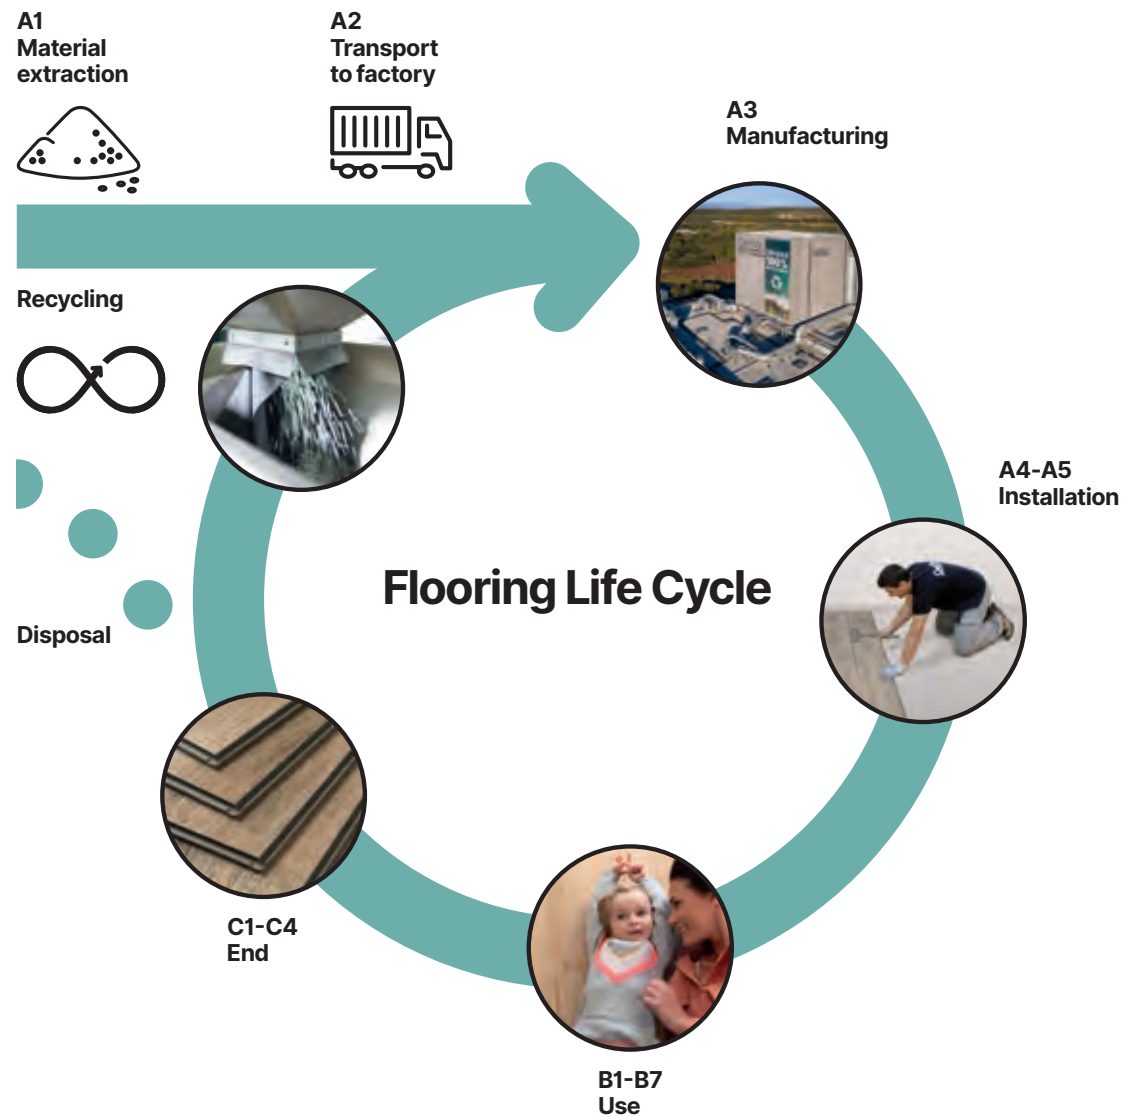 A1
Material
extraction
A2
Transport
to factory
A3
Manufacturing
Recycling
A4-A5
Installation
Flooring Life Cycle
Disposal
C1-C4
End
B1-B7
Use